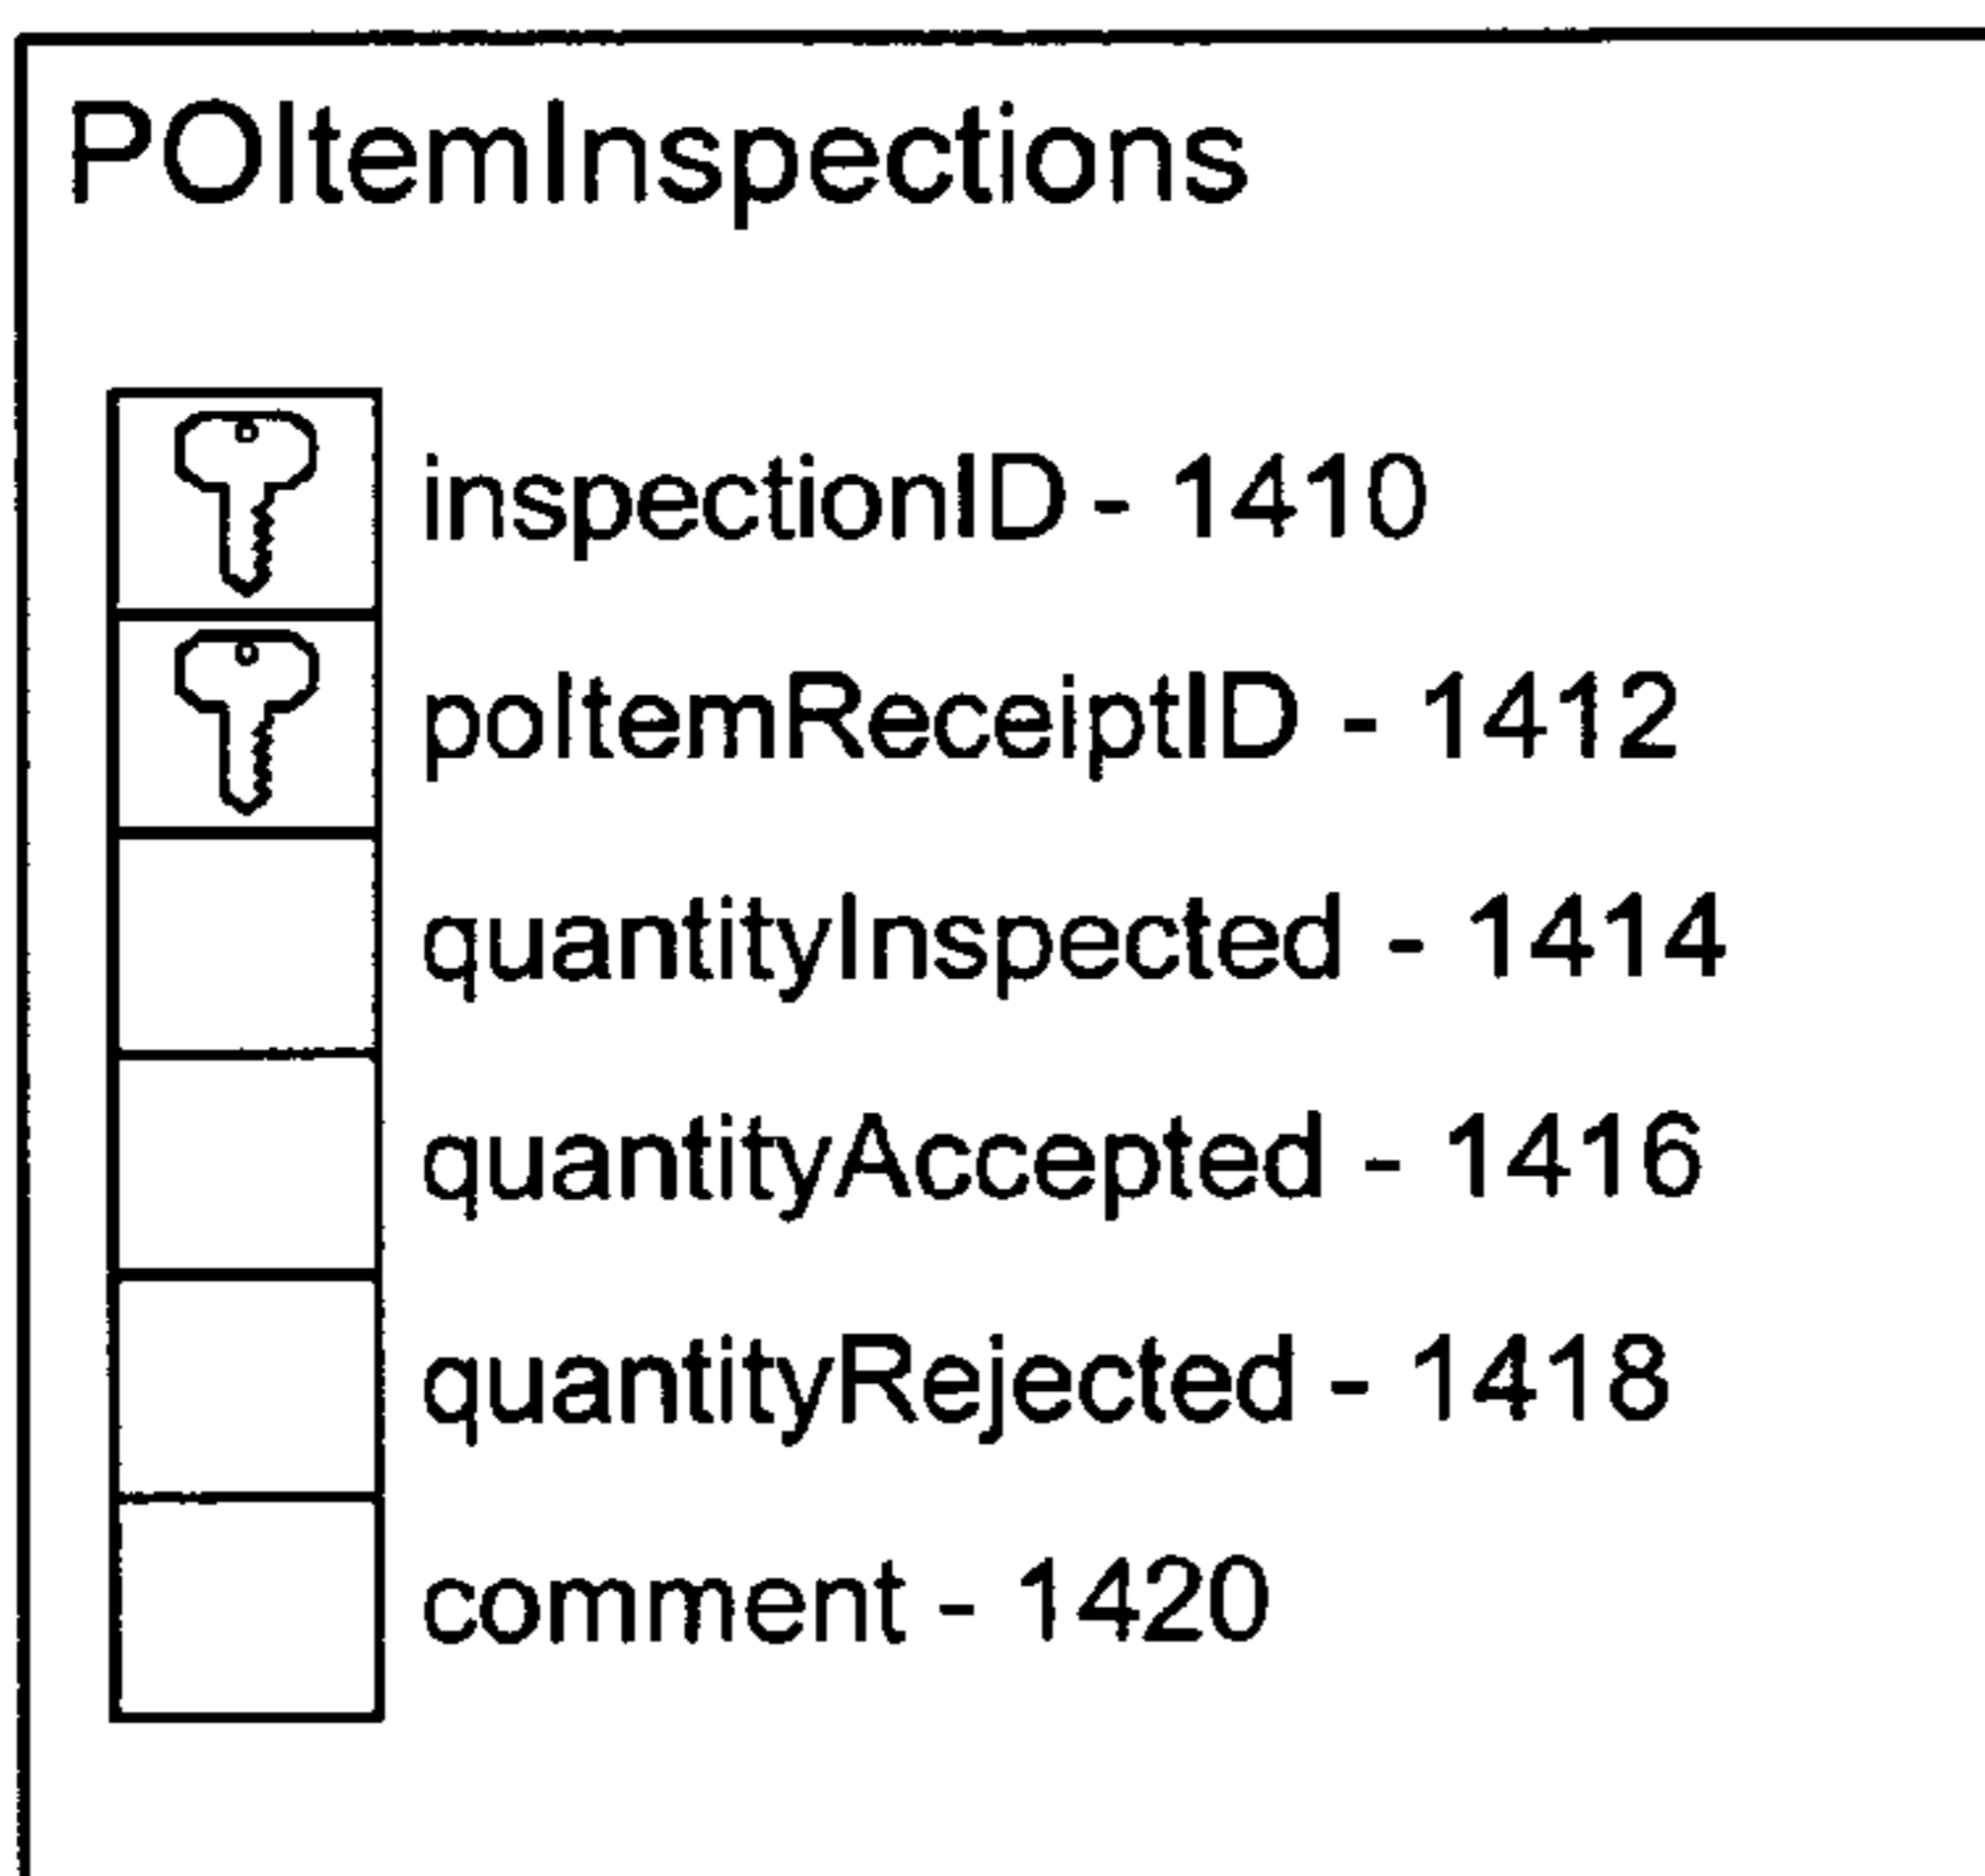 POItemInspections
inspectionID - 1410
poItemReceiptID - 1412
quantityInspected - 1414
quantityAccepted - 1416
quantityRejected - 1418
comment - 1420